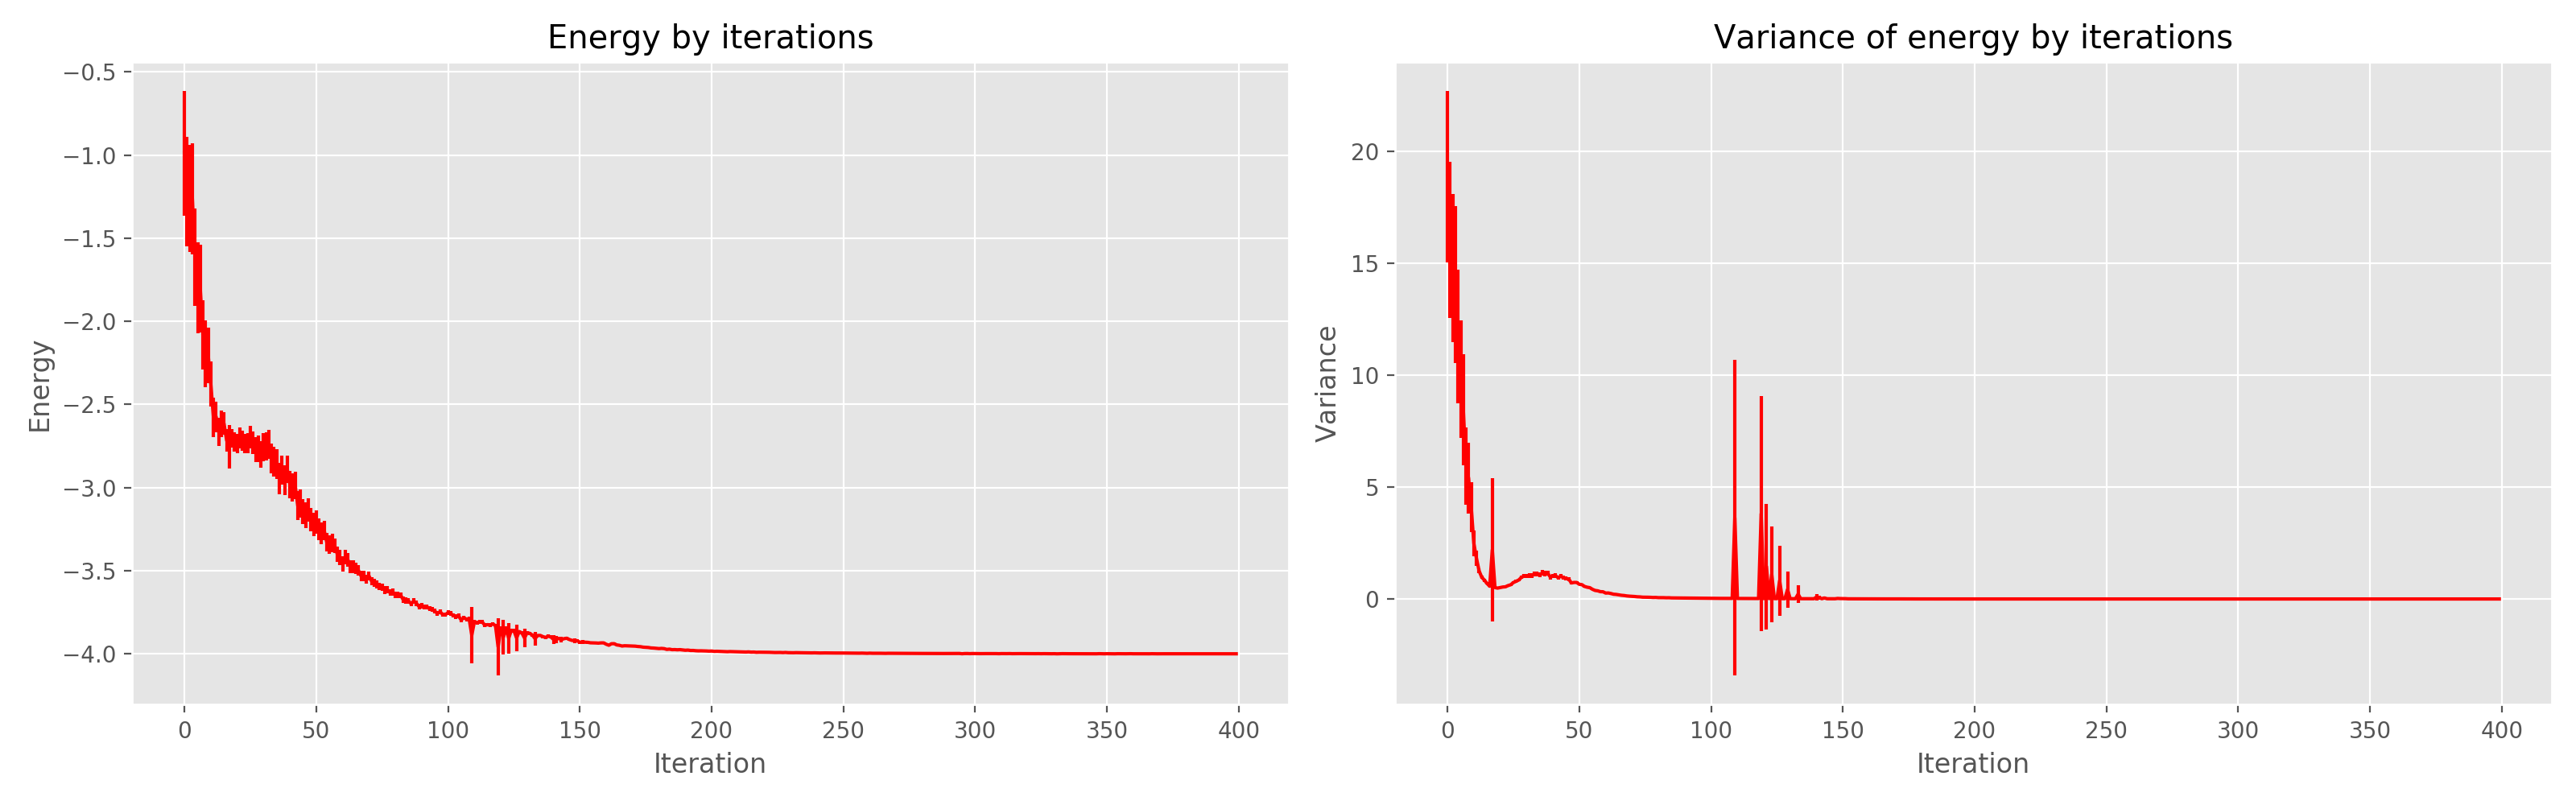 Energy by iterations
−0.5
−1.0
−1.5
−2.0
−2.5
−3.0
−3.5
−4.0
Energy
0 50 100 150 200 250 300 350 400
Iteration
Variance of energy by iterations
20
15
10
5
0
Variance
0 50 100 150 200 250 300 350 400
Iteration